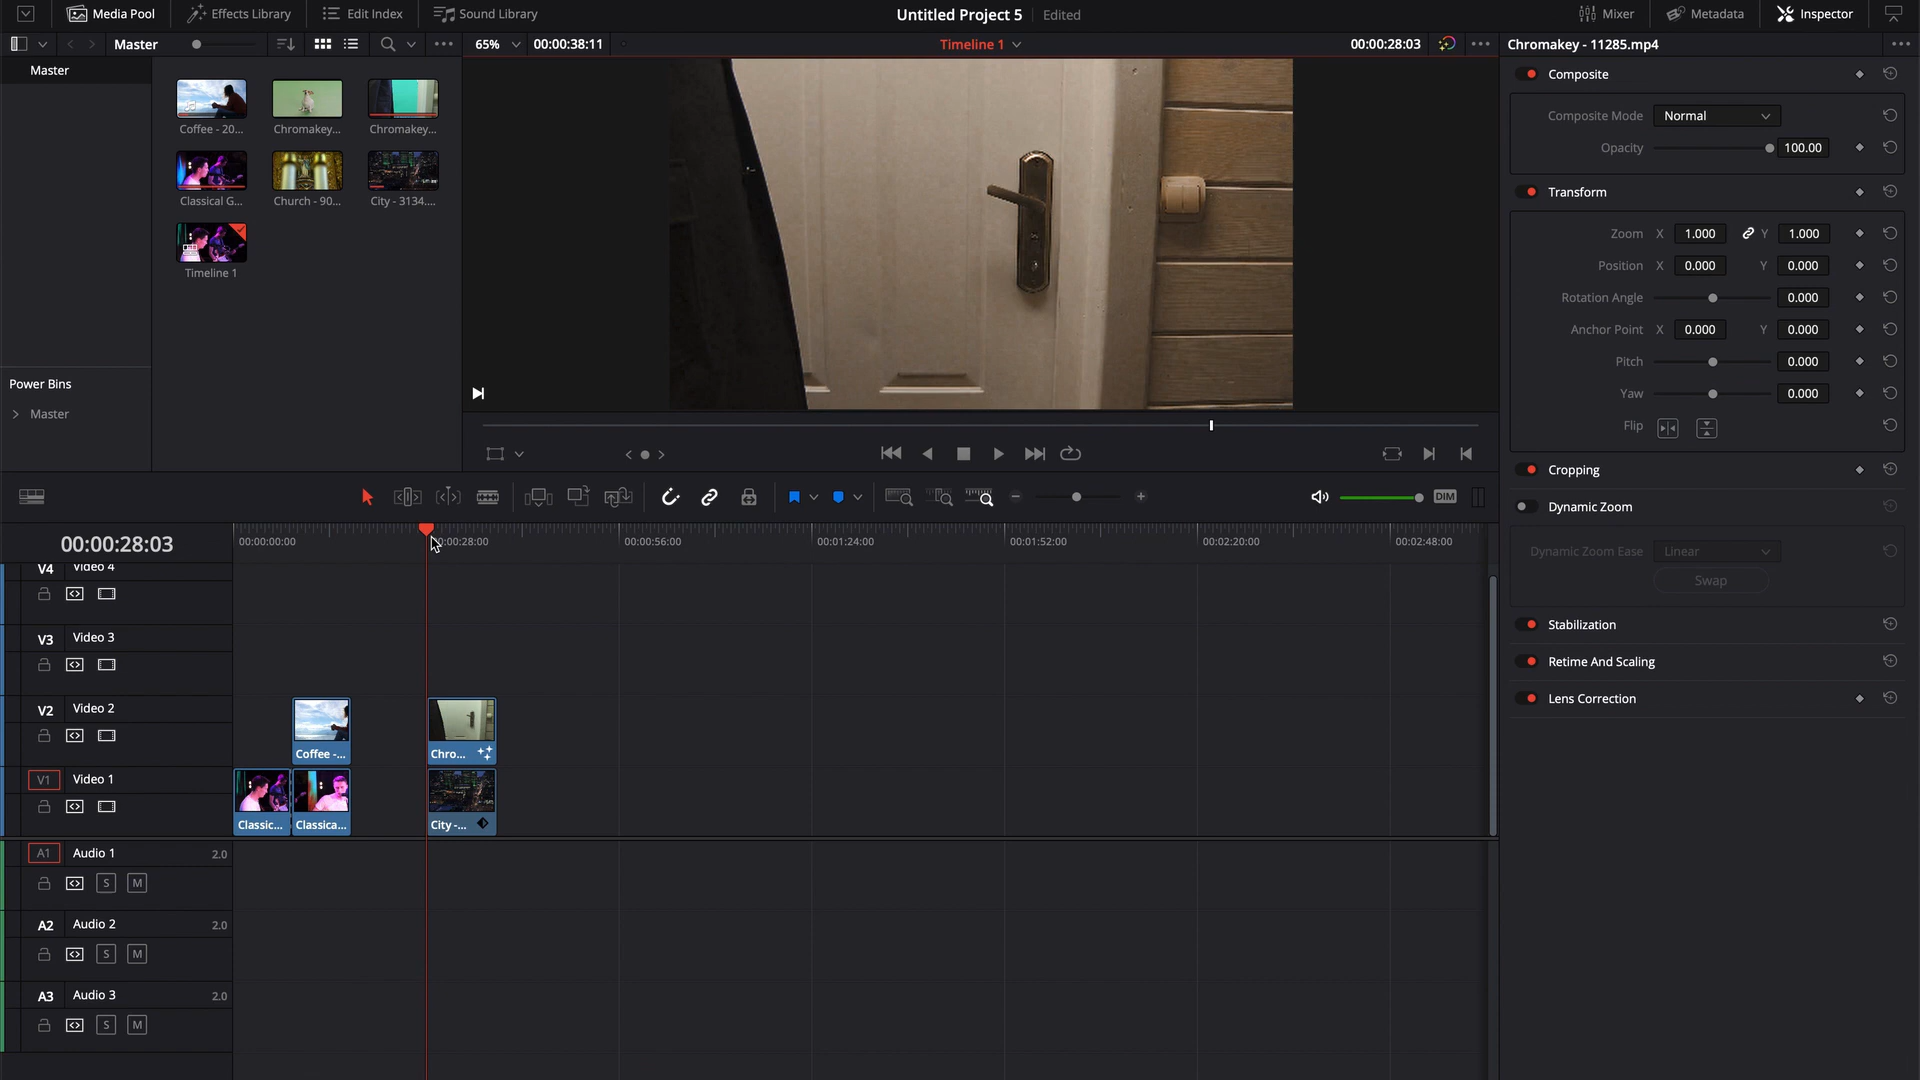 Media Pool
Effects Library
Edit Index
Sound Library
Untitled Project 5
Edited
Mixer
Metadata
Inspector
Master
65%
00:00:38:11
Timeline 1
00:00:28:03
Chromakey - 11285.mp4
Master
Power Bins
Master
Coffee - 20...
Chromakey...
Chromakey...
Classical G...
Church - 90...
City - 3134....
Timeline 1
Composite
Composite Mode
Normal
Opacity
100.00
Transform
Zoom X 1.000 Y 1.000
Position X 0.000 Y 0.000
Rotation Angle 0.000
Anchor Point X 0.000 Y 0.000
Pitch 0.000
Yaw 0.000
Flip
Cropping
Dynamic Zoom
Dynamic Zoom Ease Linear
Swap
Stabilization
Retime And Scaling
Lens Correction
DIM
00:00:28:03
00:00:00:00
00:00:28:00
00:00:56:00
00:01:24:00
00:01:52:00
00:02:20:00
00:02:48:00
V4 Video 4
V3 Video 3
V2 Video 2
Coffee -...
Chro...
V1 Video 1
Classic...
Classica...
City -...
A1 Audio 1 2.0
S M
A2 Audio 2 2.0
S M
A3 Audio 3 2.0
S M